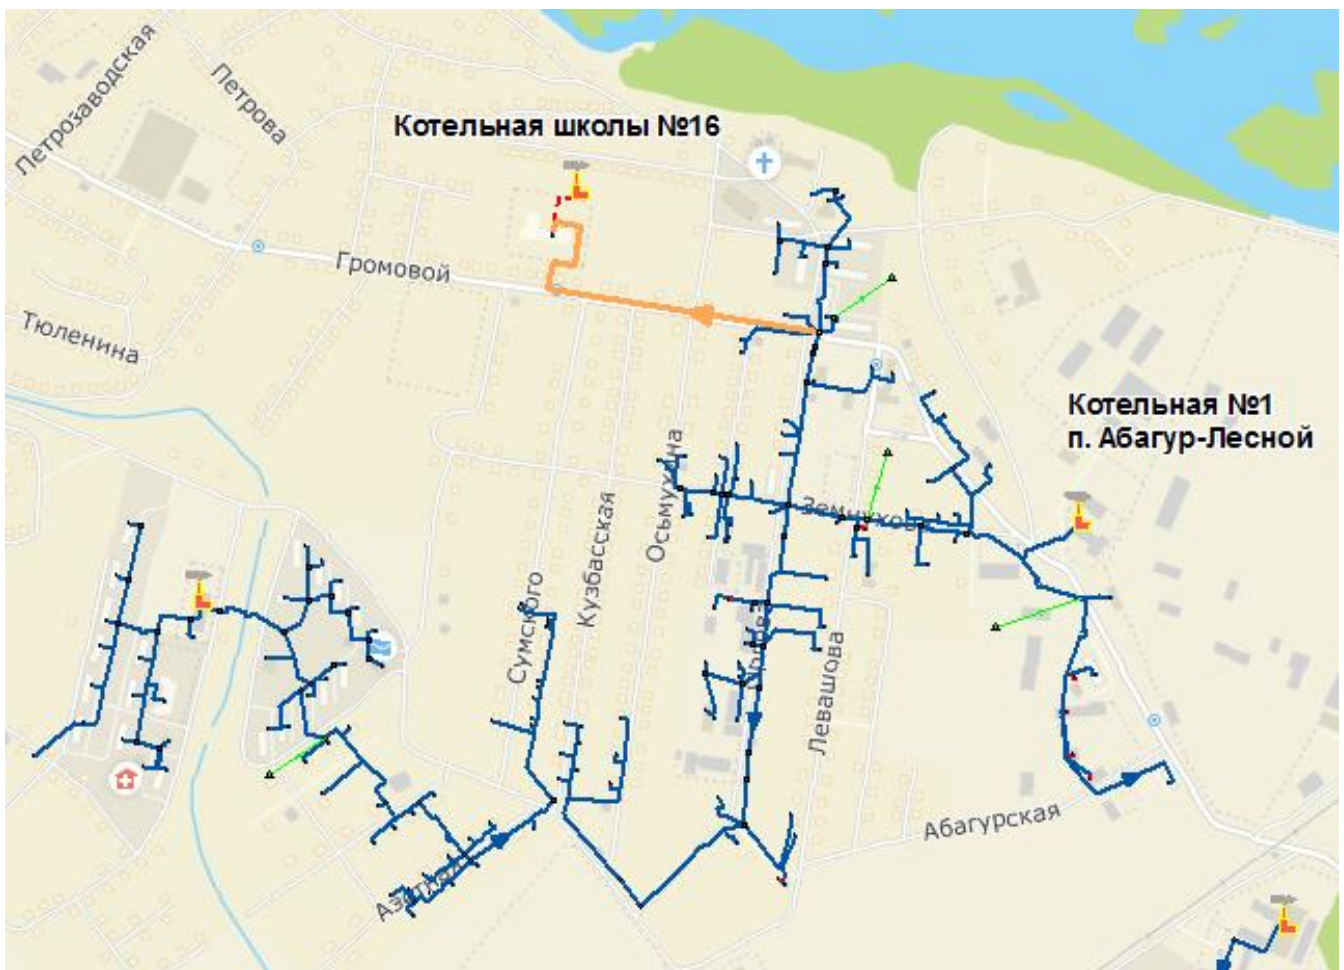 Петрозаводская
Петрова
Котельная школы №16
Громовой
Тюленина
Котельная №1
п. Абагур-Лесной
Осьмухина
Кузбасская
Сумского
Левашова
Абагурская